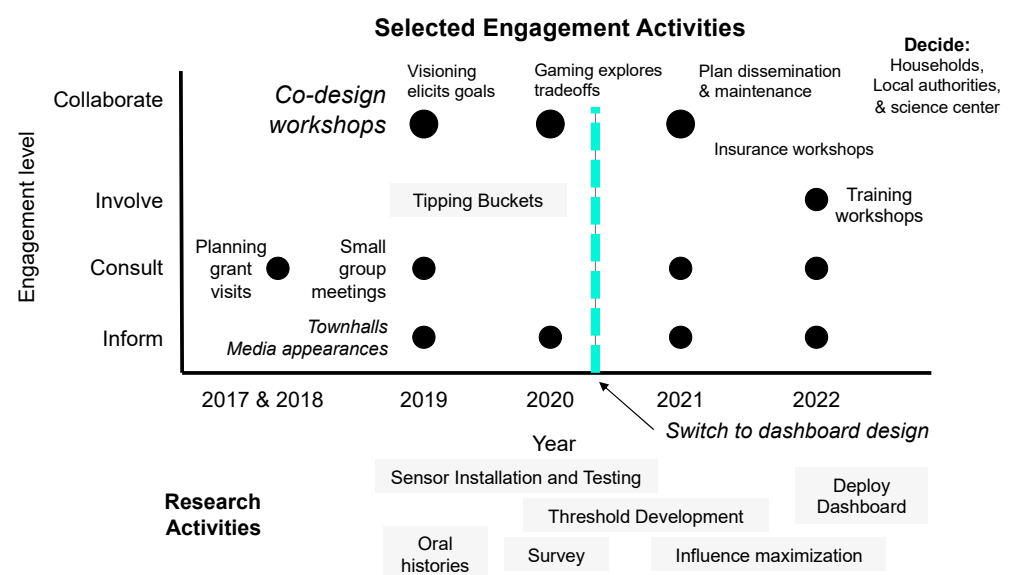 Selected Engagement Activities
Decide:
Households,
Local authorities,
& science center
Visioning
elicits goals
Gaming explores
tradeoffs
Plan dissemination
& maintenance
Collaborate
Co-design
workshops
Insurance workshops
Engagement level
Involve
Tipping Buckets
Training
workshops
Consult
Planning
grant
visits
Small
group
meetings
Inform
Townhalls
Media appearances
2017 & 2018
2019
2020
2021
2022
Year
Switch to dashboard design
Research
Activities
Sensor Installation and Testing
Deploy
Dashboard
Threshold Development
Oral
histories
Survey
Influence maximization